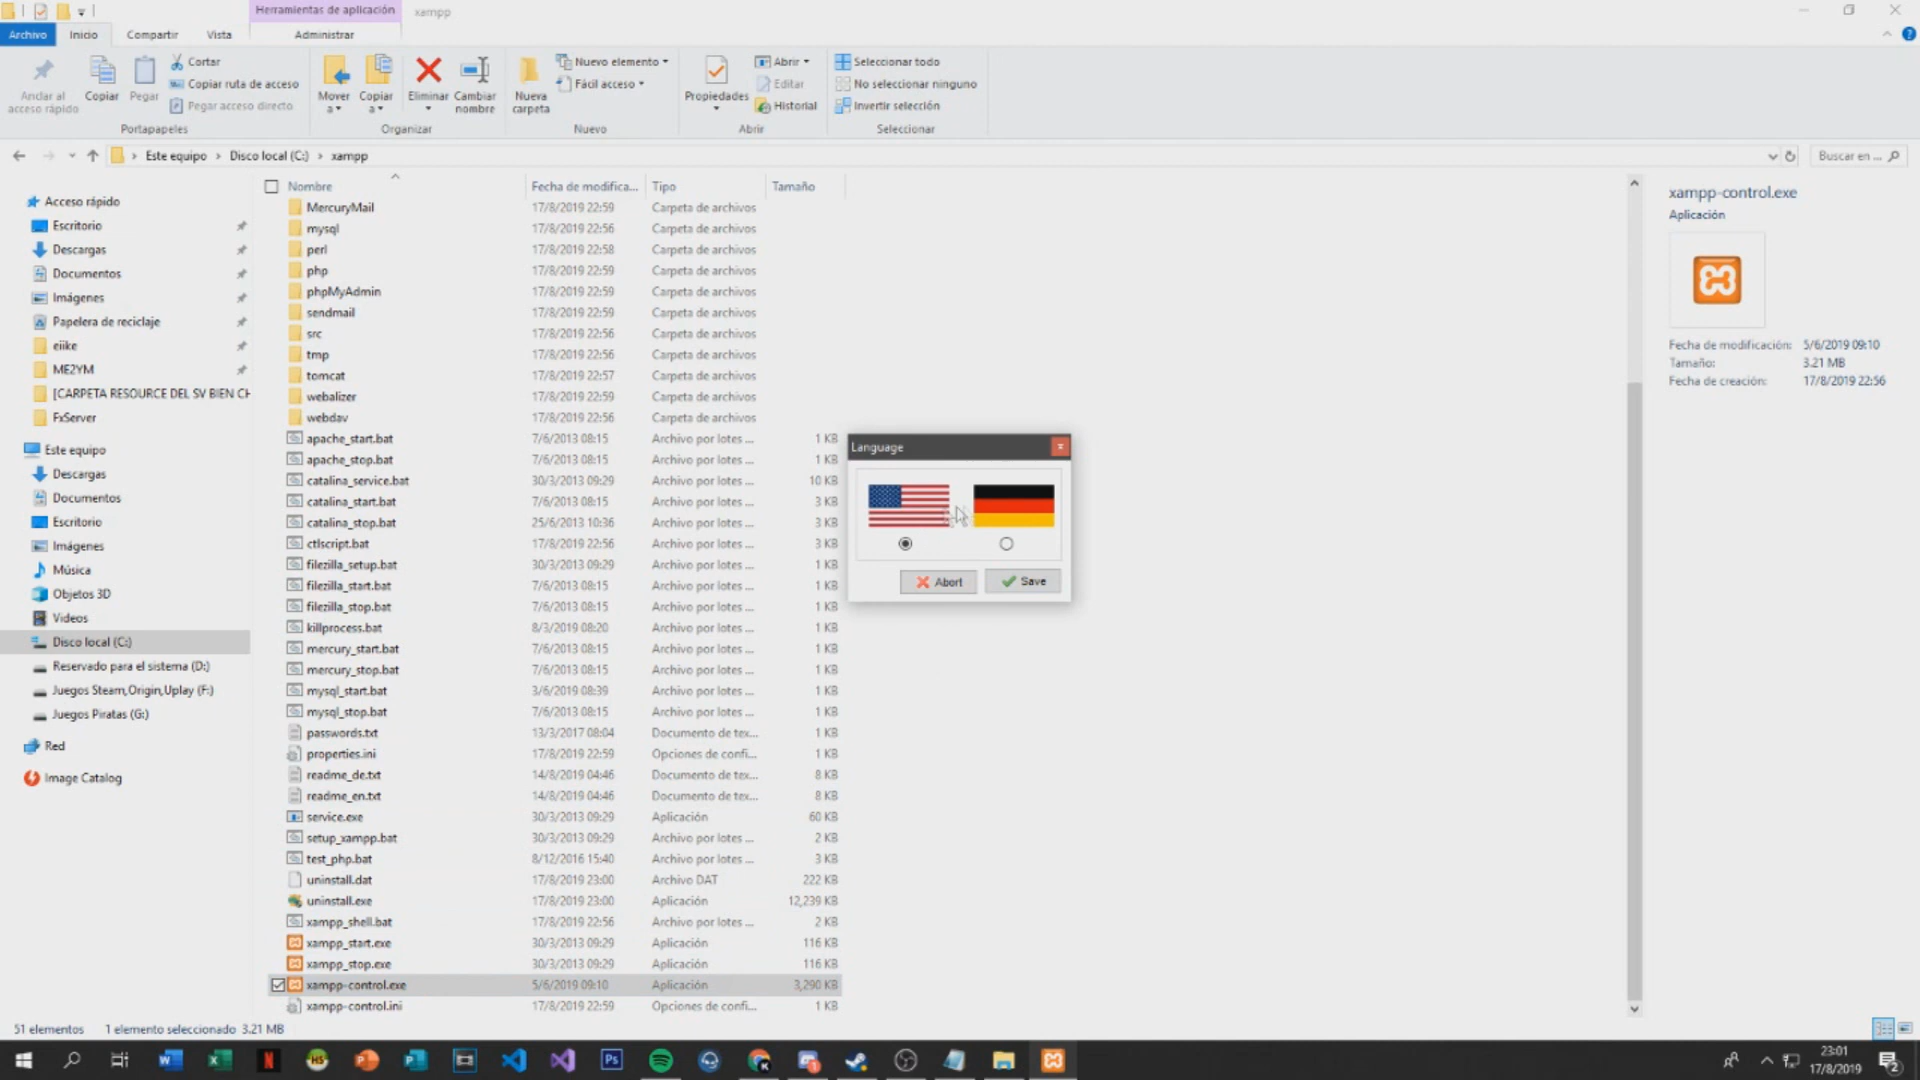 Herramientas de aplicación
xampp
Archivo
Inicio
Compartir
Vista
Administrar
Anclar al
acceso rápido
Copiar
Pegar
Cortar
Copiar ruta de acceso
Pegar acceso directo
Portapapeles
Mover
a
Copiar
a
Eliminar
Cambiar
nombre
Organizar
Nueva
carpeta
Nuevo elemento
Fácil acceso
Nuevo
Propiedades
Abrir
Editar
Historial
Abrir
Seleccionar todo
No seleccionar ninguno
Invertir selección
Seleccionar
Este equipo › Disco local (C:) › xampp
Buscar en ...
Acceso rápido
Escritorio
Descargas
Documentos
Imágenes
Papelera de reciclaje
eiike
ME2YM
[CARPETA RESOURCE DEL SV BIEN CH
FxServer
Este equipo
Descargas
Documentos
Escritorio
Imágenes
Música
Objetos 3D
Videos
Disco local (C:)
Reservado para el sistema (D:)
Juegos Steam,Origin,Uplay (F:)
Juegos Piratas (G:)
Red
Image Catalog
Nombre Fecha de modifica... Tipo Tamaño
MercuryMail 17/8/2019 22:59 Carpeta de archivos
mysql 17/8/2019 22:56 Carpeta de archivos
perl 17/8/2019 22:58 Carpeta de archivos
php 17/8/2019 22:59 Carpeta de archivos
phpMyAdmin 17/8/2019 22:59 Carpeta de archivos
sendmail 17/8/2019 22:59 Carpeta de archivos
src 17/8/2019 22:56 Carpeta de archivos
tmp 17/8/2019 22:56 Carpeta de archivos
tomcat 17/8/2019 22:57 Carpeta de archivos
webalizer 17/8/2019 22:56 Carpeta de archivos
webdav 17/8/2019 22:56 Carpeta de archivos
apache_start.bat 7/6/2013 08:15 Archivo por lotes ... 1 KB
apache_stop.bat 7/6/2013 08:15 Archivo por lotes ... 1 KB
catalina_service.bat 30/3/2013 09:29 Archivo por lotes ... 10 KB
catalina_start.bat 7/6/2013 08:15 Archivo por lotes ... 3 KB
catalina_stop.bat 25/6/2013 10:36 Archivo por lotes ... 3 KB
ctlscript.bat 17/8/2019 22:56 Archivo por lotes ... 3 KB
filezilla_setup.bat 30/3/2013 09:29 Archivo por lotes ... 1 KB
filezilla_start.bat 7/6/2013 08:15 Archivo por lotes ... 1 KB
filezilla_stop.bat 7/6/2013 08:15 Archivo por lotes ... 1 KB
killprocess.bat 8/3/2019 08:20 Archivo por lotes ... 1 KB
mercury_start.bat 7/6/2013 08:15 Archivo por lotes ... 1 KB
mercury_stop.bat 7/6/2013 08:15 Archivo por lotes ... 1 KB
mysql_start.bat 3/6/2019 08:39 Archivo por lotes ... 1 KB
mysql_stop.bat 7/6/2013 08:15 Archivo por lotes ... 1 KB
passwords.txt 13/3/2017 08:04 Documento de tex... 1 KB
properties.ini 17/8/2019 22:59 Opciones de confi... 1 KB
readme_de.txt 14/8/2019 04:46 Documento de tex... 8 KB
readme_en.txt 14/8/2019 04:46 Documento de tex... 8 KB
service.exe 30/3/2013 09:29 Aplicación 60 KB
setup_xampp.bat 30/3/2013 09:29 Archivo por lotes ... 2 KB
test_php.bat 8/12/2016 15:40 Archivo por lotes ... 3 KB
uninstall.dat 17/8/2019 23:00 Archivo DAT 222 KB
uninstall.exe 17/8/2019 23:00 Aplicación 12,239 KB
xampp_shell.bat 17/8/2019 22:56 Archivo por lotes ... 2 KB
xampp_start.exe 30/3/2013 09:29 Aplicación 116 KB
xampp_stop.exe 30/3/2013 09:29 Aplicación 116 KB
xampp-control.exe 5/6/2019 09:10 Aplicación 3,290 KB
xampp-control.ini 17/8/2019 22:59 Opciones de confi... 1 KB
Language
Abort
Save
xampp-control.exe
Aplicación
Fecha de modificación: 5/6/2019 09:10
Tamaño: 3.21 MB
Fecha de creación: 17/8/2019 22:56
51 elementos 1 elemento seleccionado 3.21 MB
23:01
17/8/2019
2